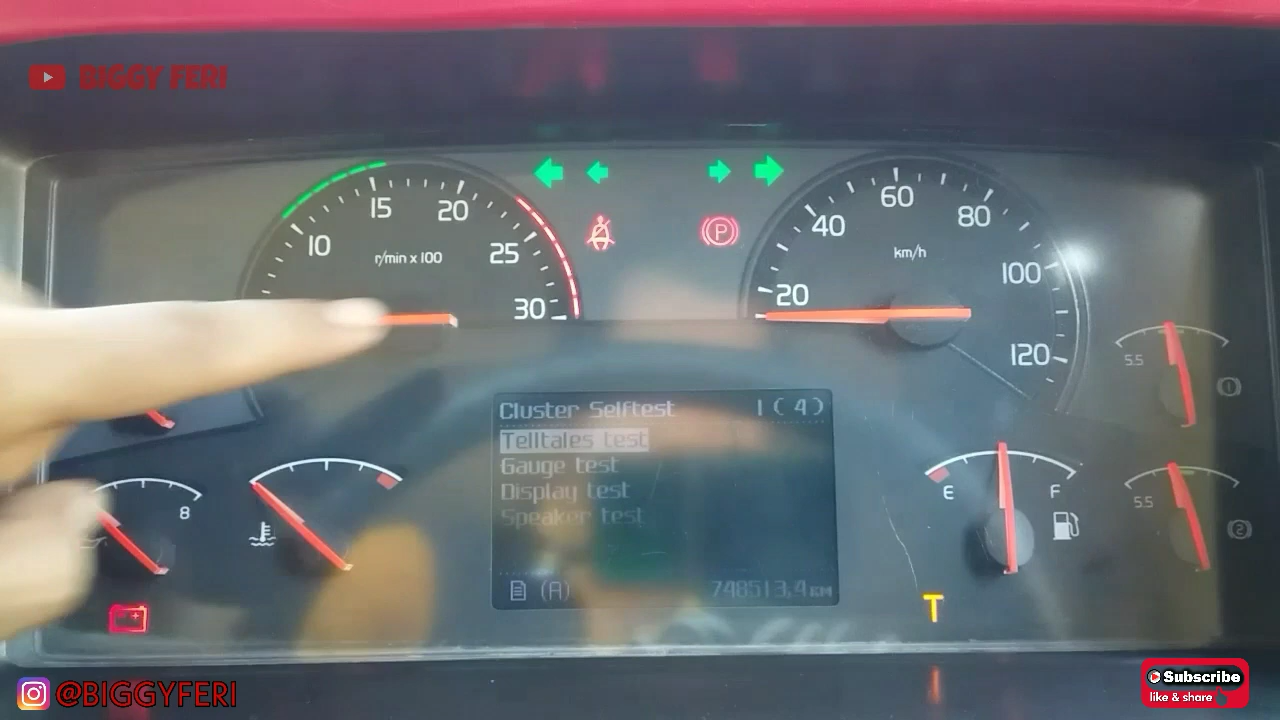 BIGGY FERI
10
15
20
25
30
r/min x 100
20
40
60
80
100
120
km/h
P
5.5
1
Cluster Selftest 1(4)
Telltales test
Gauge test
Display test
Speaker test
(A) 748513,4 KM
8
E
F
5.5
2
T
@BIGGYFERI
Subscribe
like & share